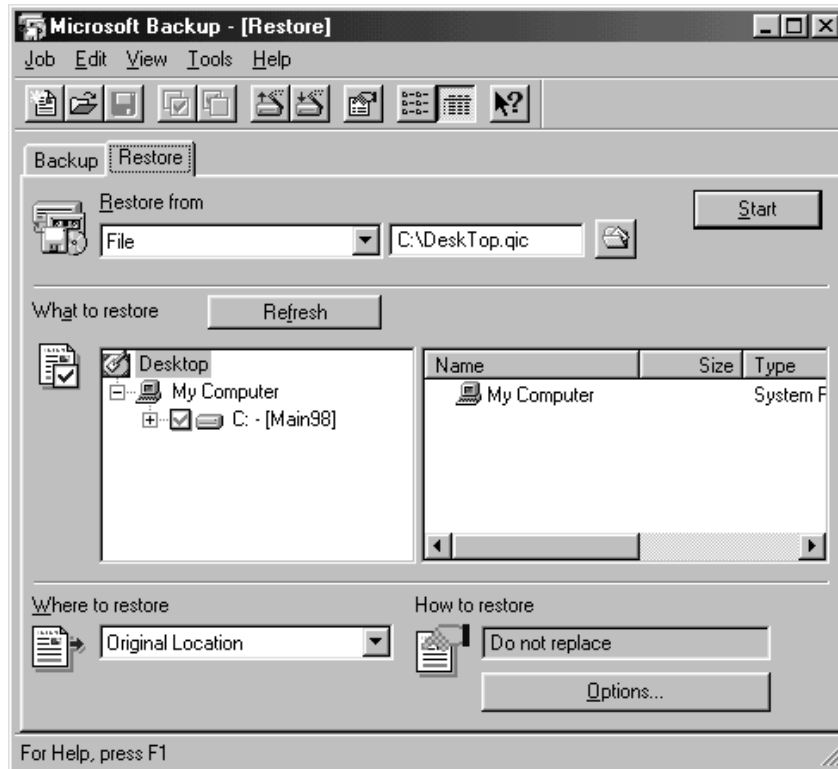 Microsoft Backup - [Restore]
Job Edit View Tools Help
Backup Restore
Restore from
File C:\DeskTop.qic
Start
What to restore Refresh
Desktop
My Computer
C: - [Main98]
Name Size Type
My Computer System F
Where to restore
Original Location
How to restore
Do not replace
Options...
For Help, press F1